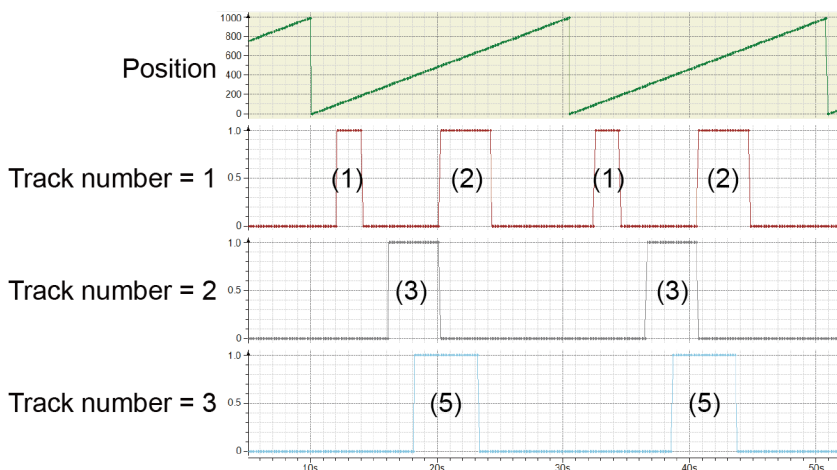 1000
800
600
Position
400
200
0
1.0
Track number = 1
0.5
(1)
(2)
(1)
(2)
0
1.0
Track number = 2
0.5
(3)
(3)
0
1.0
Track number = 3
0.5
(5)
(5)
0
10s
20s
30s
40s
50s